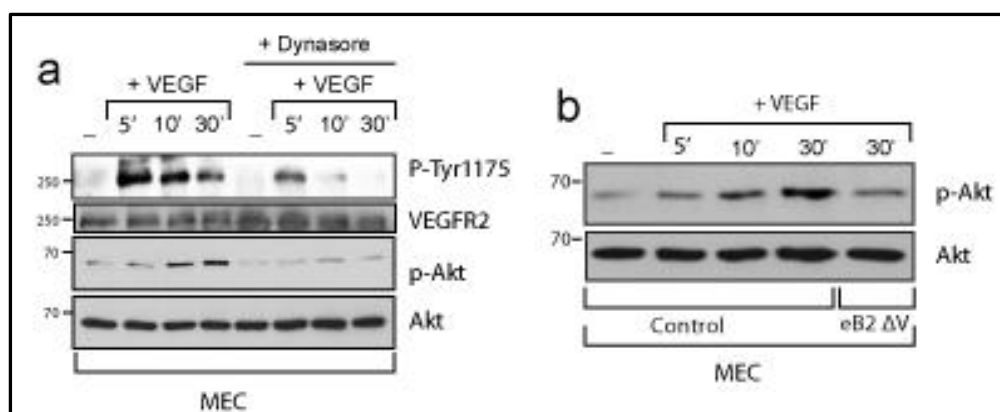 a
+ Dynasore
+ VEGF
+ VEGF
_ 5' 10' 30' _ 5' 10' 30'
250 P-Tyr1175
250 VEGFR2
70 p-Akt
70 Akt
MEC
b
+ VEGF
_ 5' 10' 30' 30'
70 p-Akt
70 Akt
Control eB2 ΔV
MEC